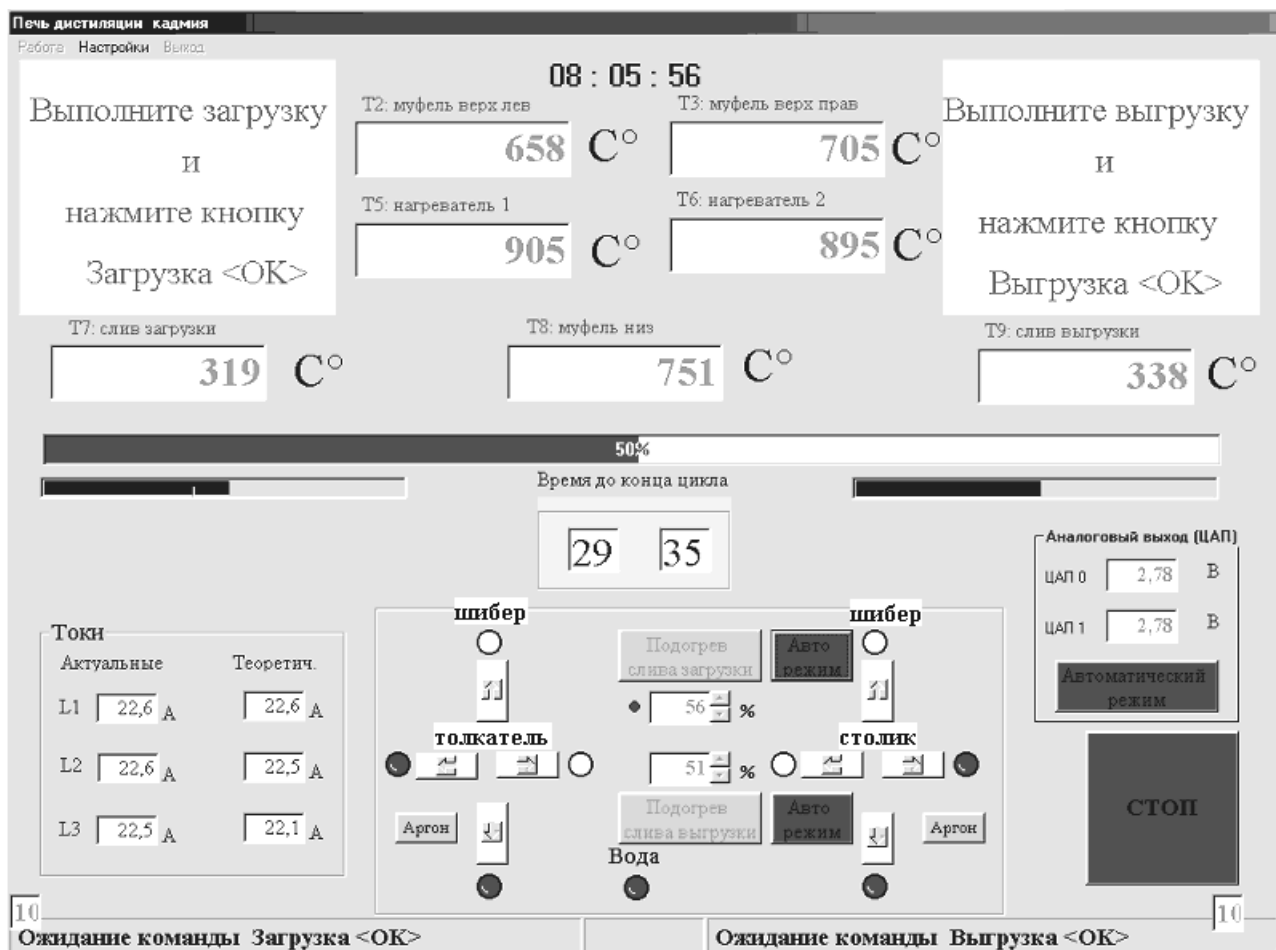 Печь дистиляции кадмия
Работа Настройки Выход
08 : 05 : 56
Выполните загрузку
и
нажмите кнопку
Загрузка <OK>
T2: муфель верх лев
658 C°
T3: муфель верх прав
705 C°
T5: нагреватель 1
905 C°
T6: нагреватель 2
895 C°
Выполните выгрузку
и
нажмите кнопку
Выгрузка <OK>
T7: слив загрузки
319 C°
T8: муфель низ
751 C°
T9: слив выгрузки
338 C°
50%
Время до конца цикла
29 35
Аналоговый выход (ЦАП)
ЦАП 0 2,78 В
ЦАП 1 2,78 В
Автоматический
режим
Токи
Актуальные Теоретич.
L1 22,6 А 22,6 А
L2 22,6 А 22,5 А
L3 22,5 А 22,1 А
шибер
шибер
Подогрев
слива загрузки
Авто
режим
56 %
толкатель
столик
51 %
Аргон
Подогрев
слива выгрузки
Авто
режим
Аргон
Вода
СТОП
10
10
Ожидание команды Загрузка <OK>
Ожидание команды Выгрузка <OK>